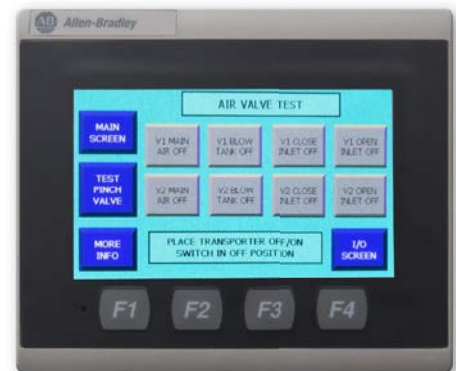 AB Allen-Bradley
AIR VALVE TEST
MAIN
SCREEN
V1 MAIN
AIR OFF
V1 BLOW
TANK OFF
V1 CLOSE
INLET OFF
V1 OPEN
INLET OFF
TEST
PINCH
VALVE
V2 MAIN
AIR OFF
V2 BLOW
TANK OFF
V2 CLOSE
INLET OFF
V2 OPEN
INLET OFF
MORE
INFO
PLACE TRANSPORTER OFF/ON
SWITCH IN OFF POSITION
I/O
SCREEN
F1 F2 F3 F4